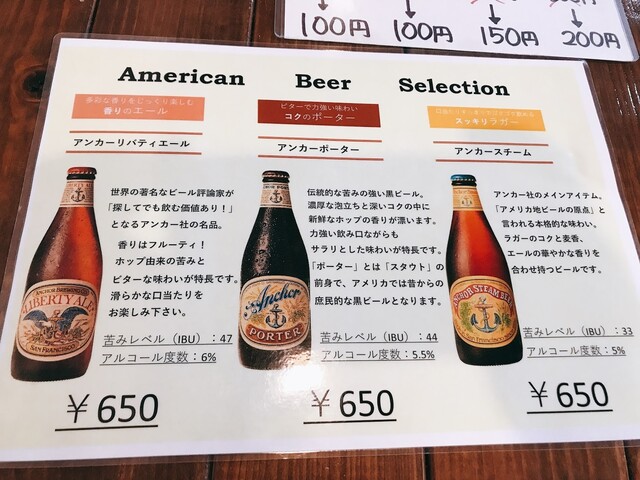 100円
100円
150円
200円
American Beer Selection
多彩な香りをじっくり楽しむ
香りのエール
アンカーリバティエール
世界の著名なビール評論家が
「探してでも飲む価値あり！」
となるアンカー社の名品。
香りはフルーティ！
ホップ由来の苦みと
ビターな味わいが特長です。
滑らかな口当たりを
お楽しみ下さい。
苦みレベル（IBU）：47
アルコール度数：6%
￥650
ANCHOR BREWING
LIBERTY ALE
SAN FRANCISCO
ビターで力強い味わい
コクのポーター
アンカーポーター
伝統的な苦みの強い黒ビール。
濃厚な泡立ちと深いコクの中に
新鮮なホップの香りが漂います。
力強い飲み口ながらも
サラリとした味わいが特長です。
「ポーター」とは「スタウト」の
前身で、アメリカでは昔からの
庶民的な黒ビールとなります。
苦みレベル（IBU）：44
アルコール度数：5.5%
￥650
Anchor
PORTER
スッキリラガー
アンカースチーム
アンカー社のメインアイテム。
「アメリカ地ビールの原点」と
言われる本格的な味わい。
ラガーのコクと麦香、
エールの華やかな香りを
合わせ持つビールです。
苦みレベル（IBU）：33
アルコール度数：5%
￥650
ANCHOR STEAM BEER